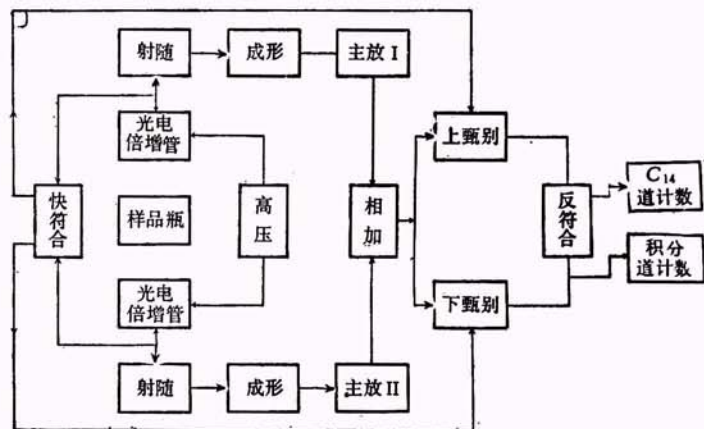 射随
成形
主放 I
光电
倍增管
上甄别
快符合
样品瓶
高压
相加
反符合
C14
道计数
积分
道计数
光电
倍增管
下甄别
射随
成形
主放 II